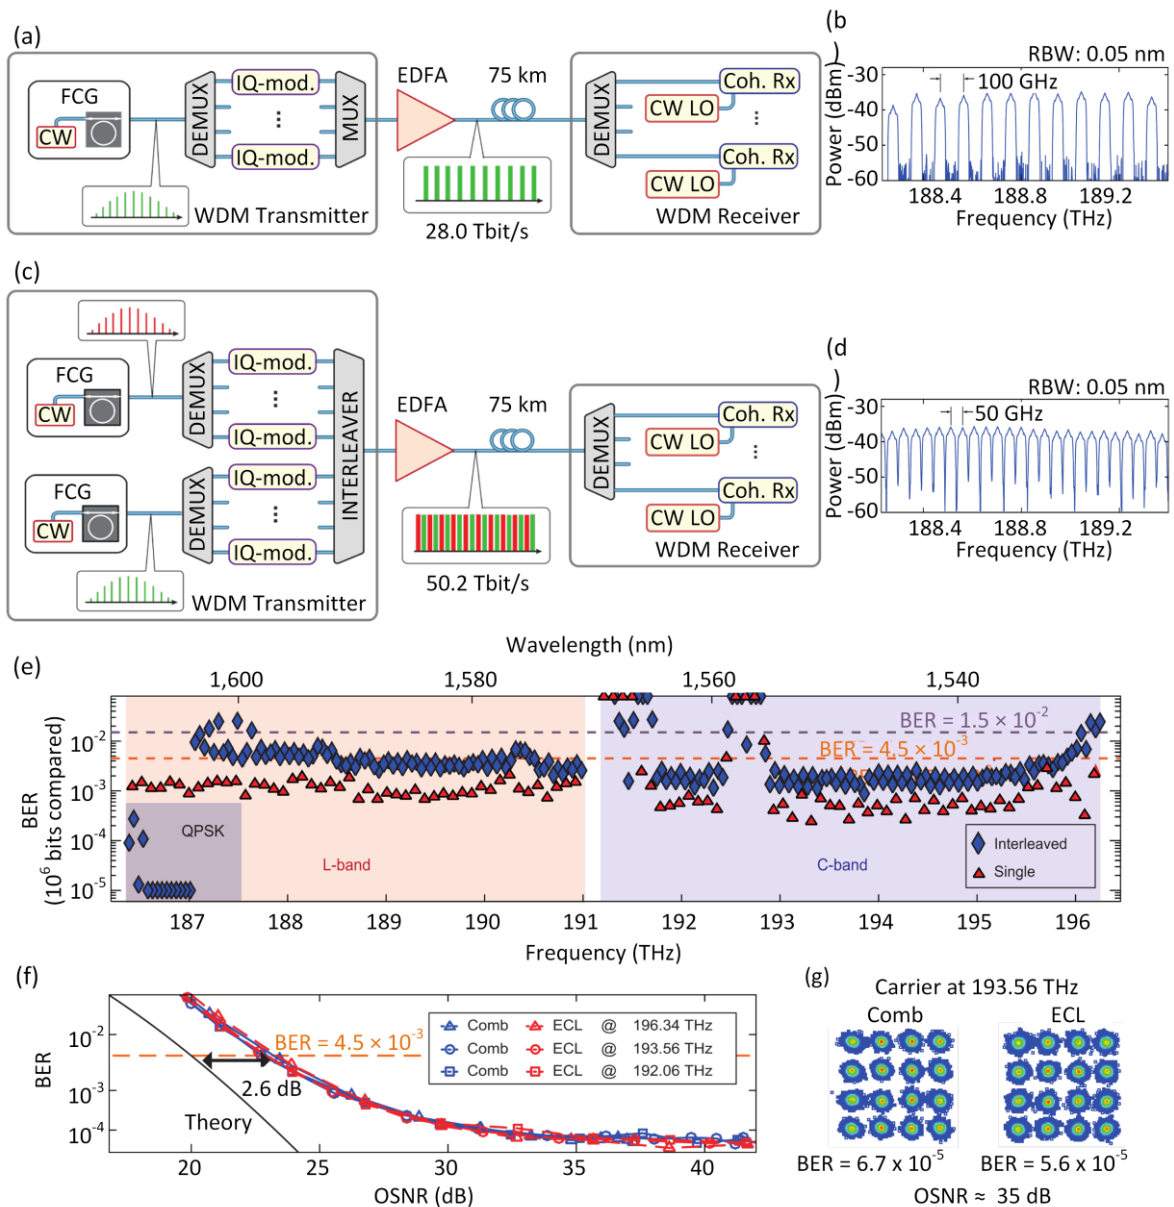 (a)
FCG
CW
DEMUX
IQ-mod.
...
IQ-mod.
MUX
WDM Transmitter
EDFA
75 km
28.0 Tbit/s
DEMUX
Coh. Rx
CW LO
...
Coh. Rx
CW LO
WDM Receiver
(b
)
RBW: 0.05 nm
100 GHz
Power (dBm)
-30
-40
-50
-60
188.4 188.8 189.2
Frequency (THz)
(c)
FCG
CW
DEMUX
IQ-mod.
...
IQ-mod.
FCG
CW
DEMUX
IQ-mod.
...
IQ-mod.
INTERLEAVER
WDM Transmitter
EDFA
75 km
50.2 Tbit/s
DEMUX
Coh. Rx
CW LO
...
Coh. Rx
CW LO
WDM Receiver
(d
)
RBW: 0.05 nm
50 GHz
Power (dBm)
-30
-40
-50
-60
188.4 188.8 189.2
Frequency (THz)
(e)
Wavelength (nm)
1,600 1,580 1,560 1,540
BER
(10⁶ bits compared)
10⁻²
10⁻³
10⁻⁴
10⁻⁵
BER = 1.5 × 10⁻²
BER = 4.5 × 10⁻³
QPSK
L-band
C-band
Interleaved
Single
187 188 189 190 191 192 193 194 195 196
Frequency (THz)
(f)
BER
10⁻²
10⁻³
10⁻⁴
BER = 4.5 × 10⁻³
2.6 dB
Theory
Comb ECL @ 196.34 THz
Comb ECL @ 193.56 THz
Comb ECL @ 192.06 THz
20 25 30 35 40
OSNR (dB)
(g)
Carrier at 193.56 THz
Comb ECL
BER = 6.7 x 10⁻⁵ BER = 5.6 x 10⁻⁵
OSNR ≈ 35 dB